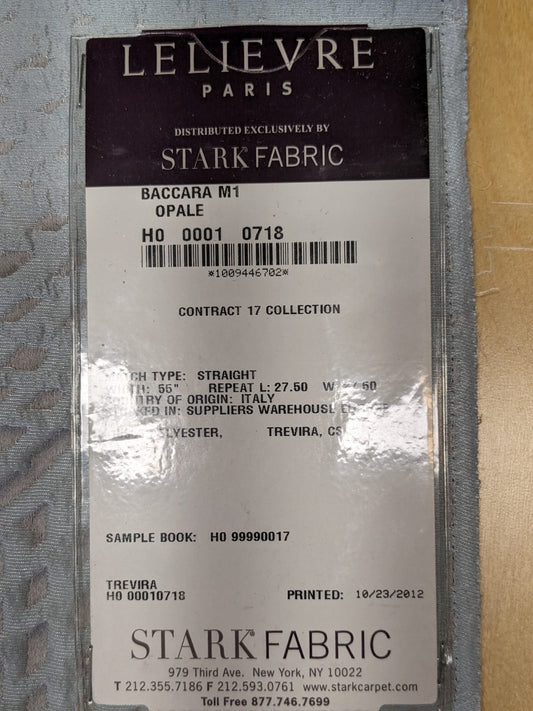 LELIEVRE
PARIS
DISTRIBUTED EXCLUSIVELY BY
STARK FABRIC
BACCARA M1
OPALE
H0 0001 0718
*1009446702*
CONTRACT 17 COLLECTION
TYPE: STRAIGHT
WIDTH: 55" REPEAT L: 27.50 W
COUNTRY OF ORIGIN: ITALY
IN: SUPPLIERS WAREHOUSE
TREVIRA, CS
SAMPLE BOOK: H0 99990017
TREVIRA
H0 00010718 PRINTED: 10/23/2012
STARK FABRIC
979 Third Ave. New York, NY 10022
T 212.355.7186 F 212.593.0761 www.starkcarpet.com
Toll Free 877.746.7699